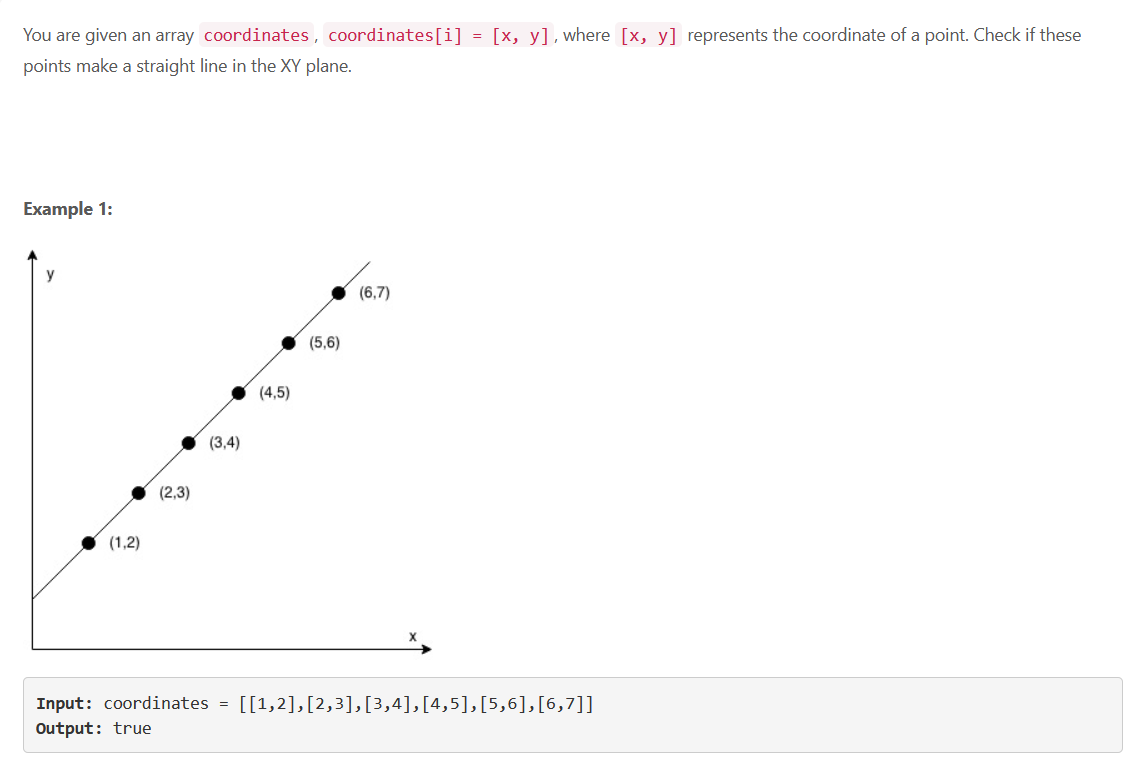 You are given an array coordinates, coordinates[i] = [x, y], where [x, y] represents the coordinate of a point. Check if these
points make a straight line in the XY plane.
Example 1:
y
(6,7)
(5,6)
(4,5)
(3,4)
(2,3)
(1,2)
x
Input: coordinates = [[1,2],[2,3],[3,4],[4,5],[5,6],[6,7]]
Output: true